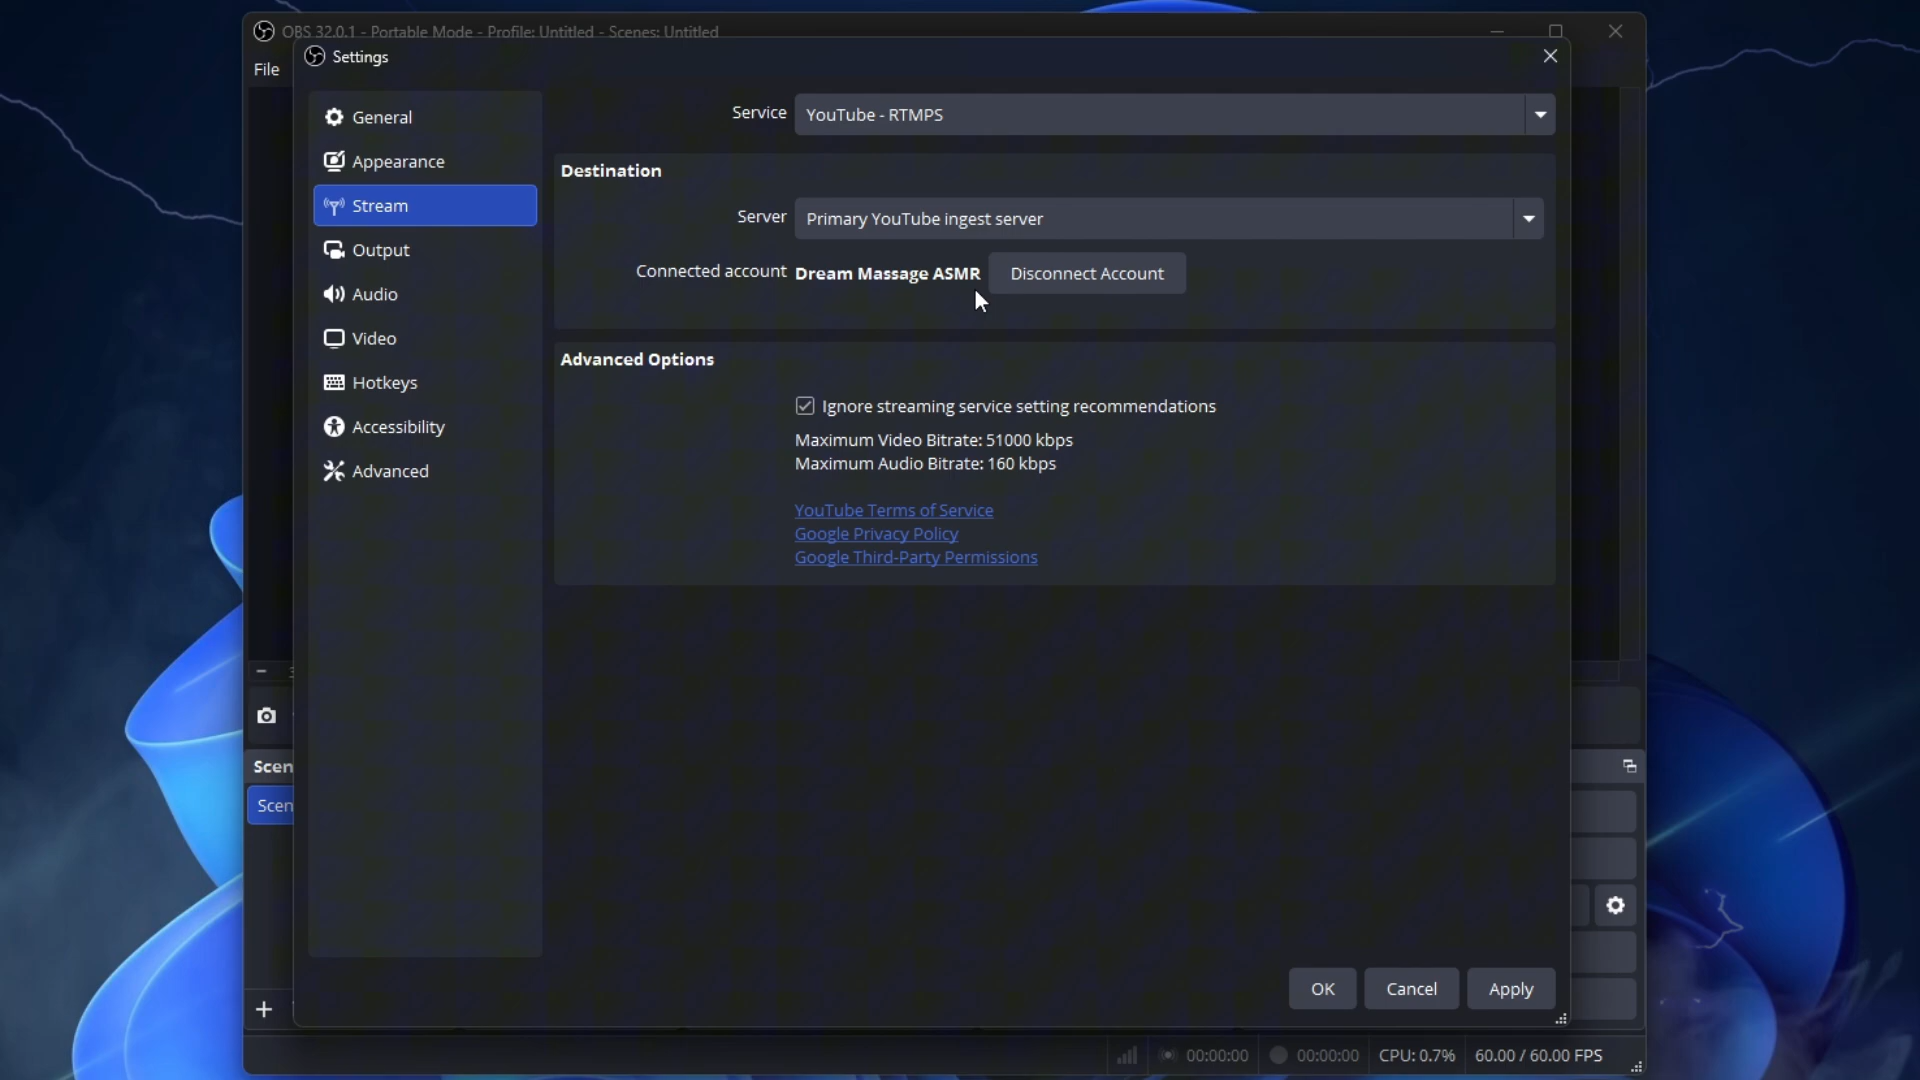 OBS 32.0.1 - Portable Mode - Profile: Untitled - Scenes: Untitled
File
Settings
General
Appearance
Stream
Output
Audio
Video
Hotkeys
Accessibility
Advanced
Service YouTube - RTMPS
Destination
Server Primary YouTube ingest server
Connected account Dream Massage ASMR Disconnect Account
Advanced Options
Ignore streaming service setting recommendations
Maximum Video Bitrate: 51000 kbps
Maximum Audio Bitrate: 160 kbps
YouTube Terms of Service
Google Privacy Policy
Google Third-Party Permissions
Scen
Scen
OK Cancel Apply
00:00:00 00:00:00 CPU: 0.7% 60.00 / 60.00 FPS